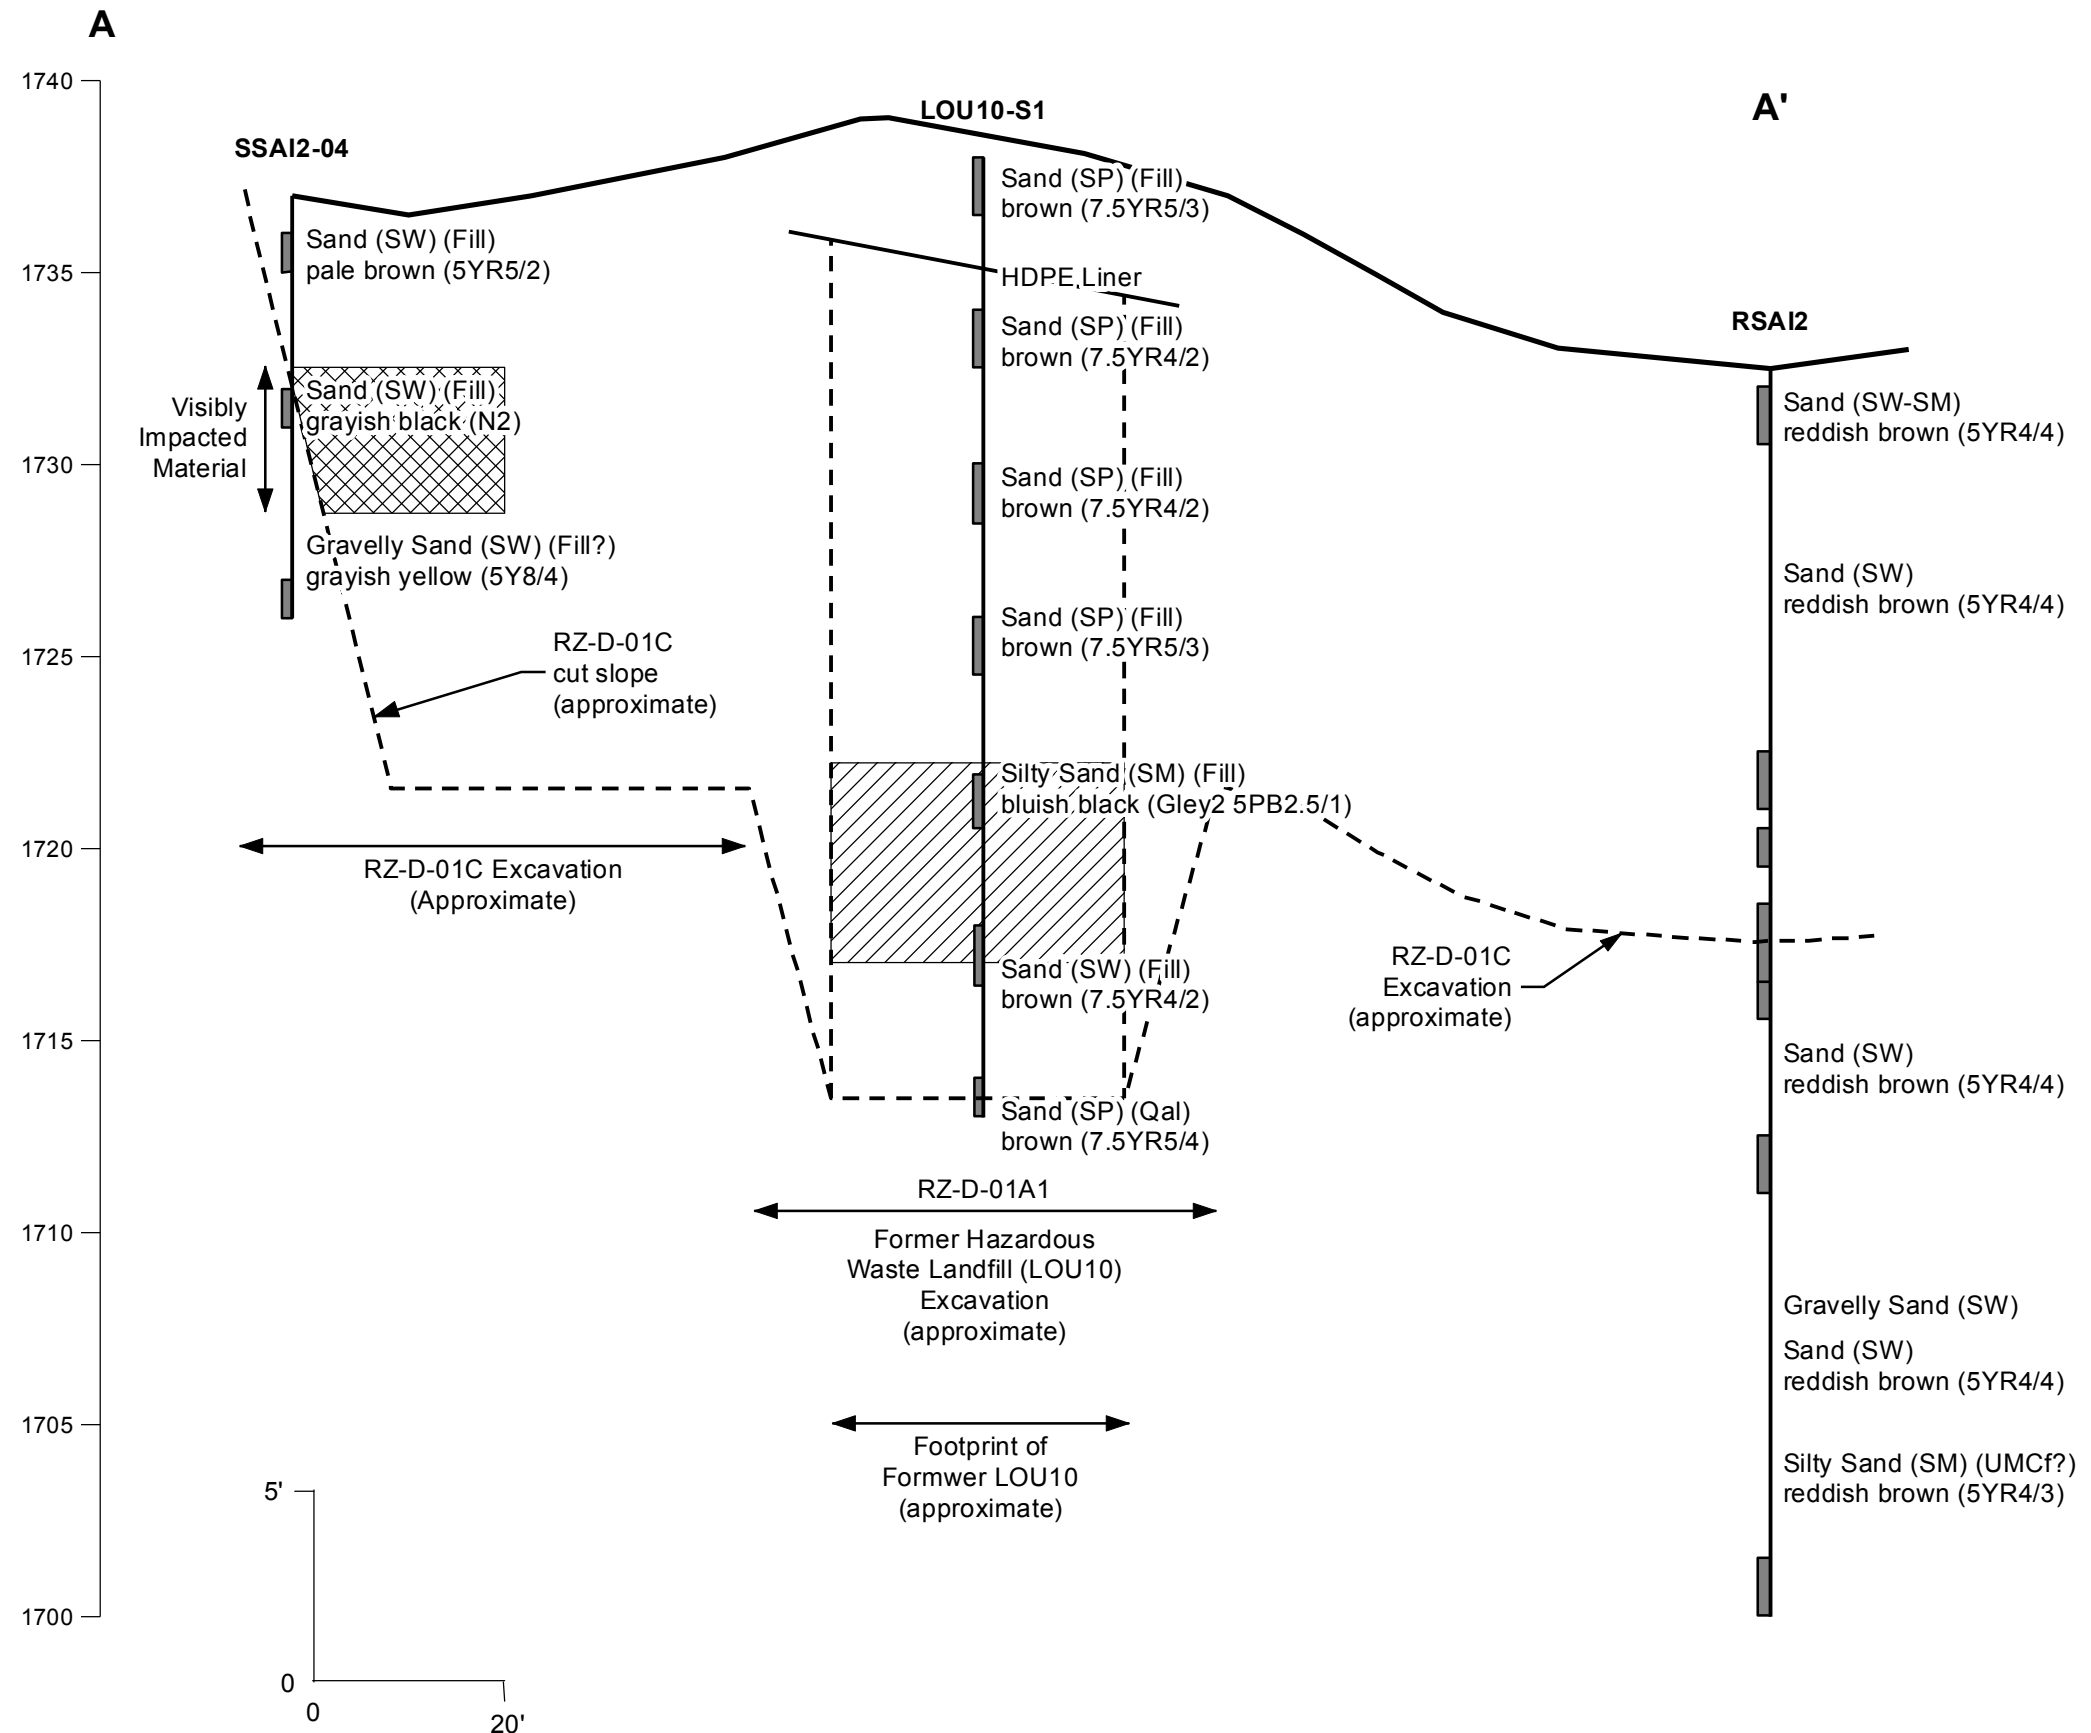 A
A'
1740
1735
1730
1725
1720
1715
1710
1705
1700
SSAI2-04
Sand (SW) (Fill)
pale brown (5YR5/2)
Visibly
Impacted
Material
Sand (SW) (Fill)
grayish black (N2)
Gravelly Sand (SW) (Fill?)
grayish yellow (5Y8/4)
RZ-D-01C
cut slope
(approximate)
RZ-D-01C Excavation
(Approximate)
LOU10-S1
Sand (SP) (Fill)
brown (7.5YR5/3)
HDPE Liner
Sand (SP) (Fill)
brown (7.5YR4/2)
Sand (SP) (Fill)
brown (7.5YR4/2)
Sand (SP) (Fill)
brown (7.5YR5/3)
Silty Sand (SM) (Fill)
bluish black (Gley2 5PB2.5/1)
Sand (SW) (Fill)
brown (7.5YR4/2)
Sand (SP) (Qal)
brown (7.5YR5/4)
RZ-D-01A1
Former Hazardous
Waste Landfill (LOU10)
Excavation
(approximate)
Footprint of
Formwer LOU10
(approximate)
RZ-D-01C
Excavation
(approximate)
RSAI2
Sand (SW-SM)
reddish brown (5YR4/4)
Sand (SW)
reddish brown (5YR4/4)
Sand (SW)
reddish brown (5YR4/4)
Gravelly Sand (SW)
Sand (SW)
reddish brown (5YR4/4)
Silty Sand (SM) (UMCf?)
reddish brown (5YR4/3)
5'
0
0
20'